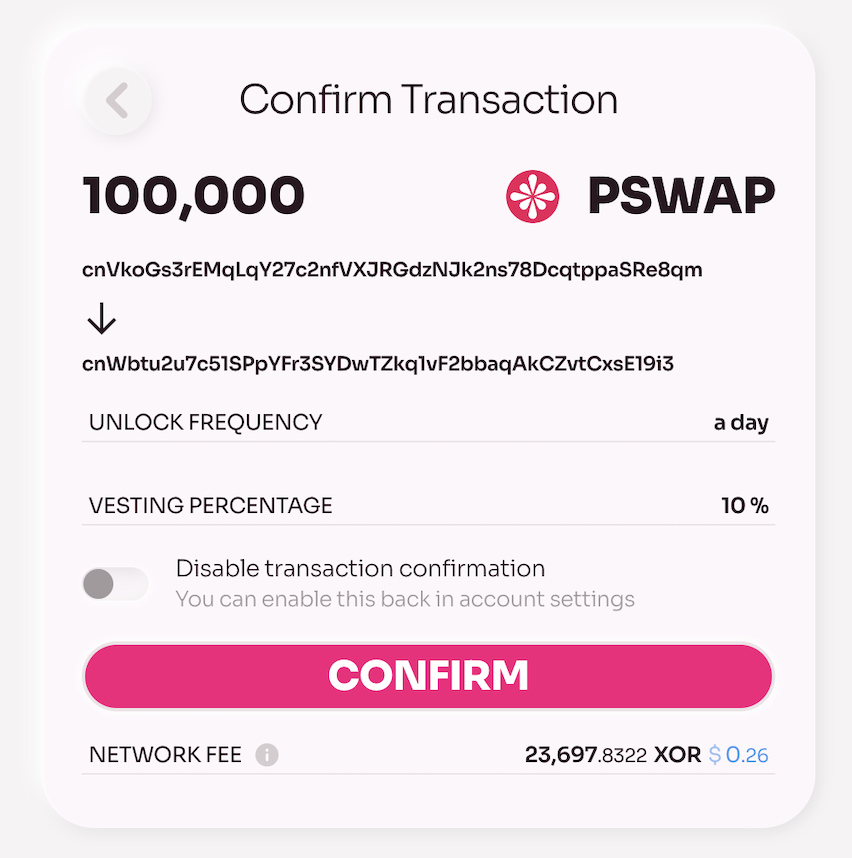 Confirm Transaction
100,000 PSWAP
cnVkoGs3rEMqLqY27c2nfVXJRGdzNJk2ns78DcqtppaSRe8qm
cnWbtu2u7c51SPpYFr3SYDwTZkq1vF2bbaqAkCZvtCxsE19i3
UNLOCK FREQUENCY a day
VESTING PERCENTAGE 10 %
Disable transaction confirmation
You can enable this back in account settings
CONFIRM
NETWORK FEE 23,697.8322 XOR $ 0.26